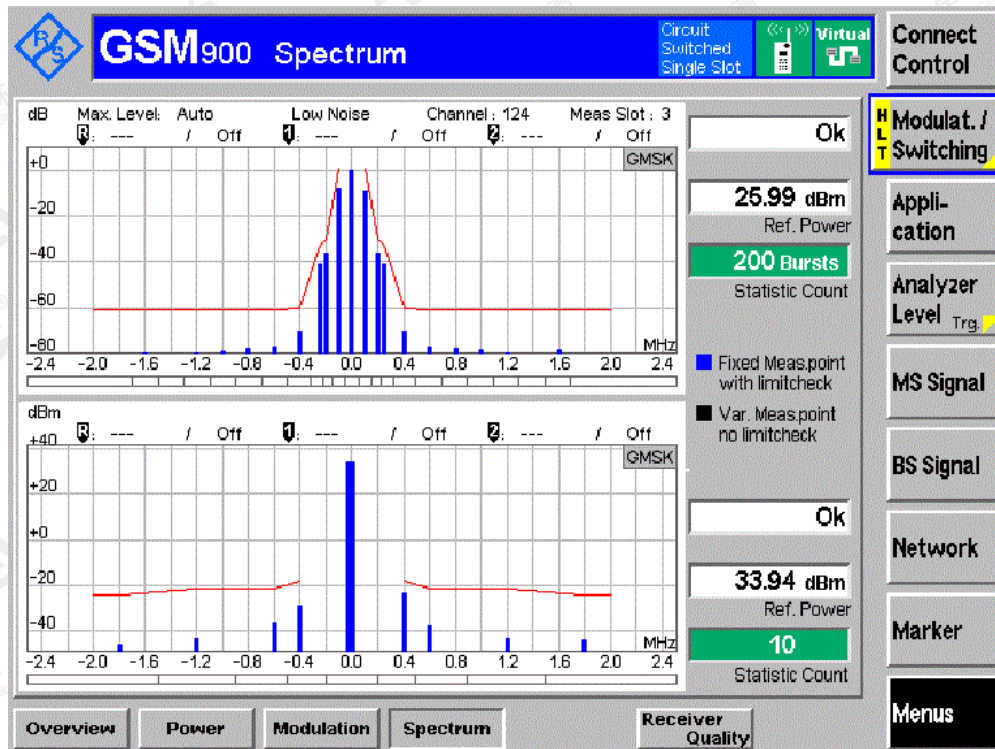 R&S
GSM900 Spectrum
Circuit
Switched
Single Slot
Virtual
Connect
Control
dB Max. Level: Auto Low Noise Channel : 124 Meas Slot : 3
R: --- / Off 1: --- / Off 2: --- / Off
GMSK
+0
-20
-40
-60
-80
MHz
-2.4 -2.0 -1.6 -1.2 -0.8 -0.4 0.0 0.4 0.8 1.2 1.6 2.0 2.4
Ok
25.99 dBm
Ref. Power
200 Bursts
Statistic Count
Fixed Meas.point
with limitcheck
Var. Meas.point
no limitcheck
dBm
R: --- / Off 1: --- / Off 2: --- / Off
GMSK
+40
+20
+0
-20
-40
MHz
-2.4 -2.0 -1.6 -1.2 -0.8 -0.4 0.0 0.4 0.8 1.2 1.6 2.0 2.4
Ok
33.94 dBm
Ref. Power
10
Statistic Count
HLT
Modulat. /
Switching
Appli-
cation
Analyzer
Level Trg.
MS Signal
BS Signal
Network
Marker
Menus
Overview
Power
Modulation
Spectrum
Receiver
Quality